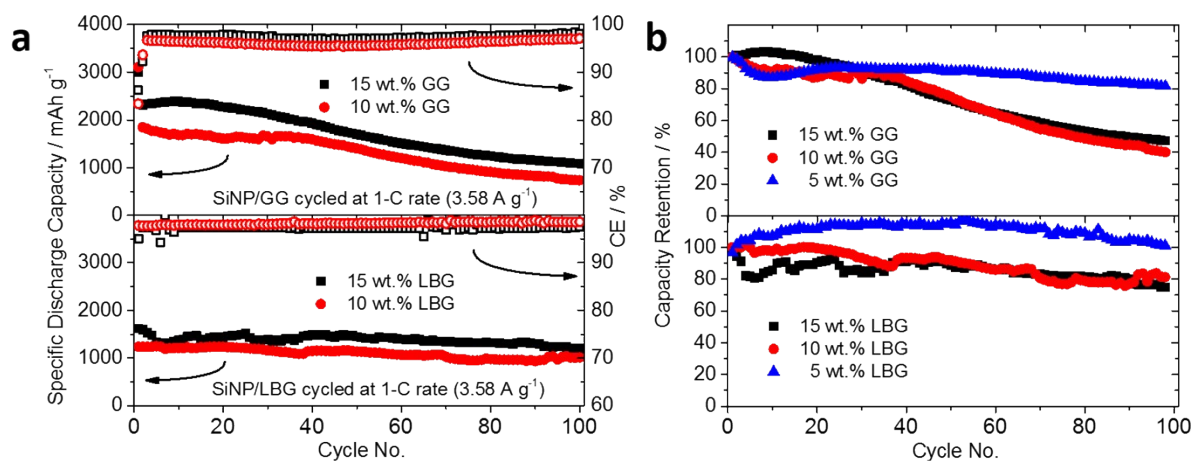 a
Specific Discharge Capacity / mAh g-1
4000
3000
2000
1000
0
15 wt.% GG
10 wt.% GG
SiNP/GG cycled at 1-C rate (3.58 A g-1)
100
90
80
70
4000
3000
2000
1000
0
15 wt.% LBG
10 wt.% LBG
SiNP/LBG cycled at 1-C rate (3.58 A g-1)
CE / %
90
80
70
60
0
20
40
60
80
100
Cycle No.
b
Capacity Retention / %
100
80
60
40
20
15 wt.% GG
10 wt.% GG
5 wt.% GG
100
80
60
40
20
0
15 wt.% LBG
10 wt.% LBG
5 wt.% LBG
0
20
40
60
80
100
Cycle No.